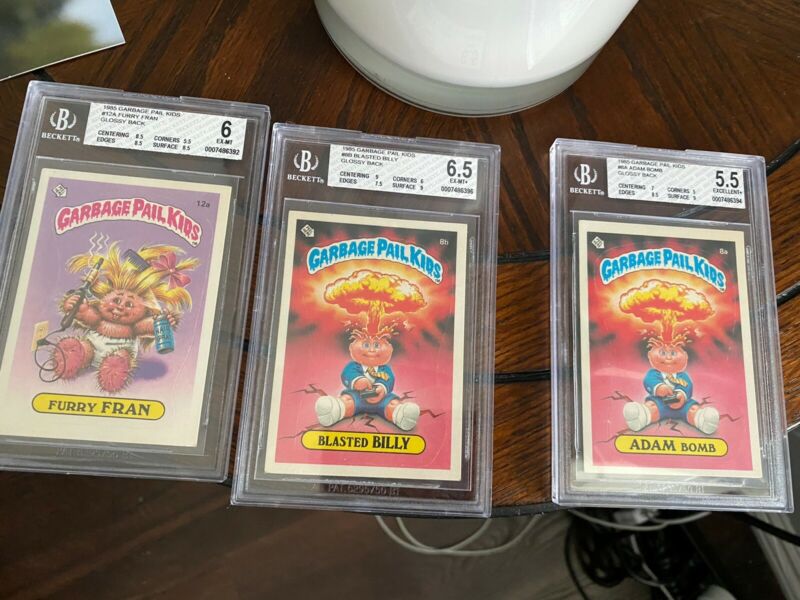 B
BECKETT®
1985 GARBAGE PAIL KIDS
#12A FURRY FRAN
GLOSSY BACK
CENTERING 8.5 CORNERS 5.5
EDGES 8.5 SURFACE 8.5
6
EX-MT
0007486392
12a
GARBAGE PAIL KIDS
FURRY FRAN
B
BECKETT®
1985 GARBAGE PAIL KIDS
#8B BLASTED BILLY
GLOSSY BACK
CENTERING 9 CORNERS 6
EDGES 7.5 SURFACE 9
6.5
EX-MT+
0007486396
8b
GARBAGE PAIL KIDS
BLASTED BILLY
B
BECKETT®
1985 GARBAGE PAIL KIDS
#8A ADAM BOMB
GLOSSY BACK
CENTERING 7 CORNERS 5
EDGES 8.5 SURFACE 9
5.5
EXCELLENT+
0007486394
8a
GARBAGE PAIL KIDS
ADAM BOMB